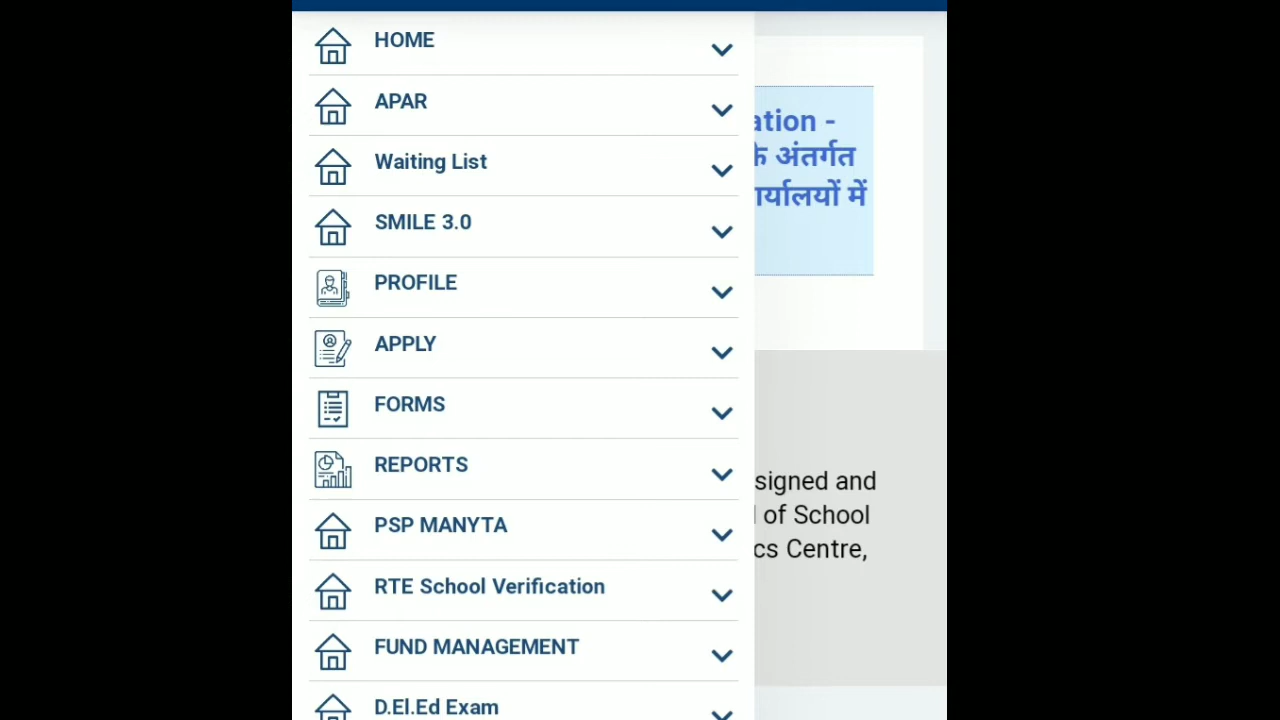 HOME
APAR
Waiting List
SMILE 3.0
PROFILE
APPLY
FORMS
REPORTS
PSP MANYTA
RTE School Verification
FUND MANAGEMENT
D.El.Ed Exam
ation -
के अंतर्गत
में
signed and
of School
cs Centre,